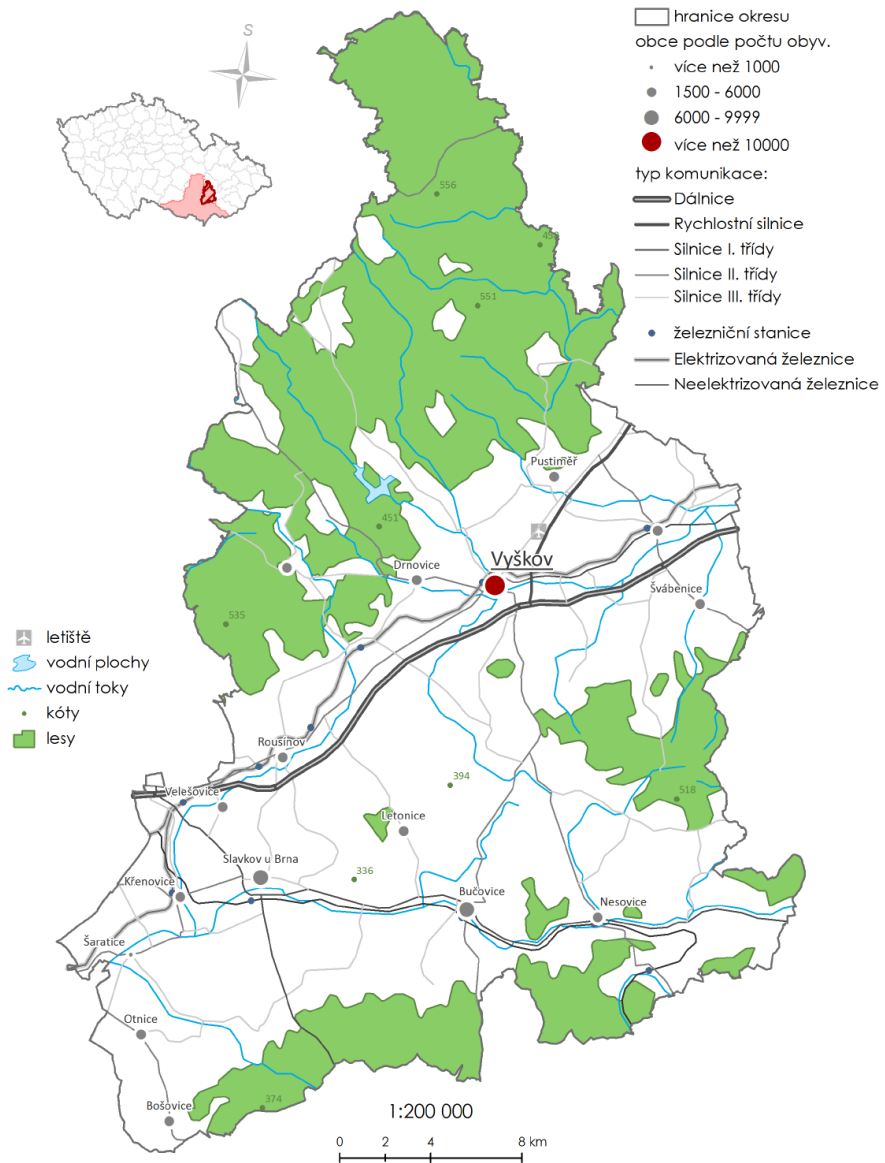 S
hranice okresu
obce podle počtu obyv.
více než 1000
1500 - 6000
6000 - 9999
více než 10000
typ komunikace:
Dálnice
Rychlostní silnice
Silnice I. třídy
Silnice II. třídy
Silnice III. třídy
železniční stanice
Elektrizovaná železnice
Neelektrizovaná železnice
556
551
Pustiměř
451
Vyškov
Drnovice
Švábenice
535
letiště
vodní plochy
vodní toky
kóty
lesy
Rousínov
Velešovice
394
518
Letonice
Slavkov u Brna
336
Křenovice
Bučovice
Nesovice
Šaratice
Otnice
374
Bošovice
1:200 000
0 2 4 8 km